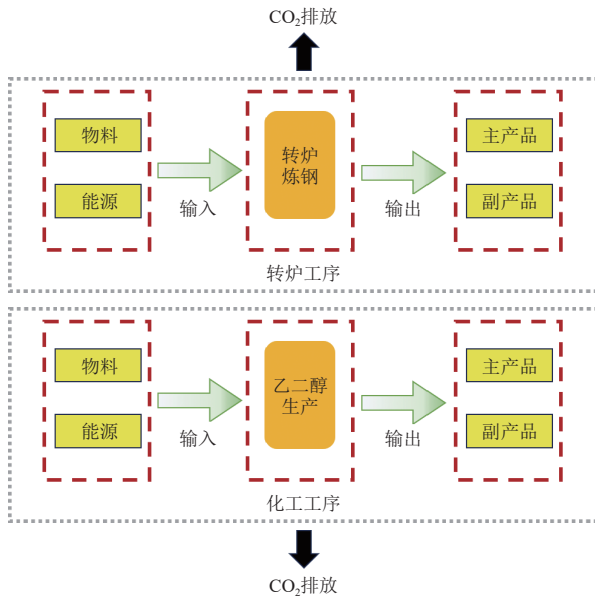 CO₂排放
物料
能源
输入
转炉
炼钢
输出
主产品
副产品
转炉工序
物料
能源
输入
乙二醇
生产
输出
主产品
副产品
化工工序
CO₂排放